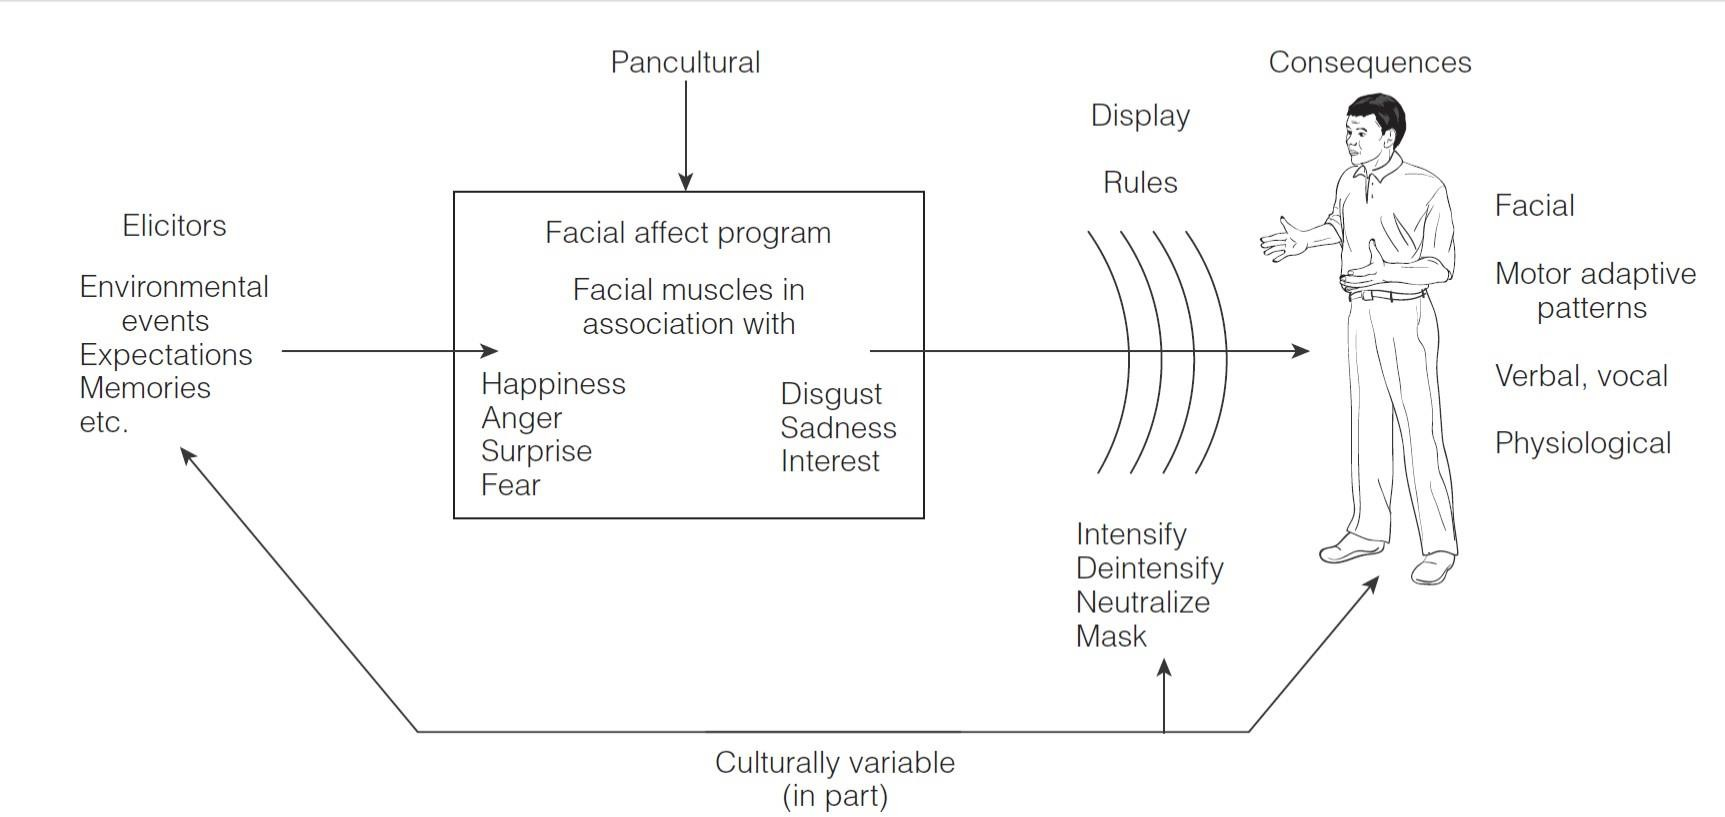 Pancultural
Consequences
Display
Rules
Elicitors
Environmental
events
Expectations
Memories
etc.
Facial affect program
Facial muscles in
association with
Happiness
Anger
Surprise
Fear
Disgust
Sadness
Interest
Facial
Motor adaptive
patterns
Verbal, vocal
Physiological
Intensify
Deintensify
Neutralize
Mask
Culturally variable
(in part)